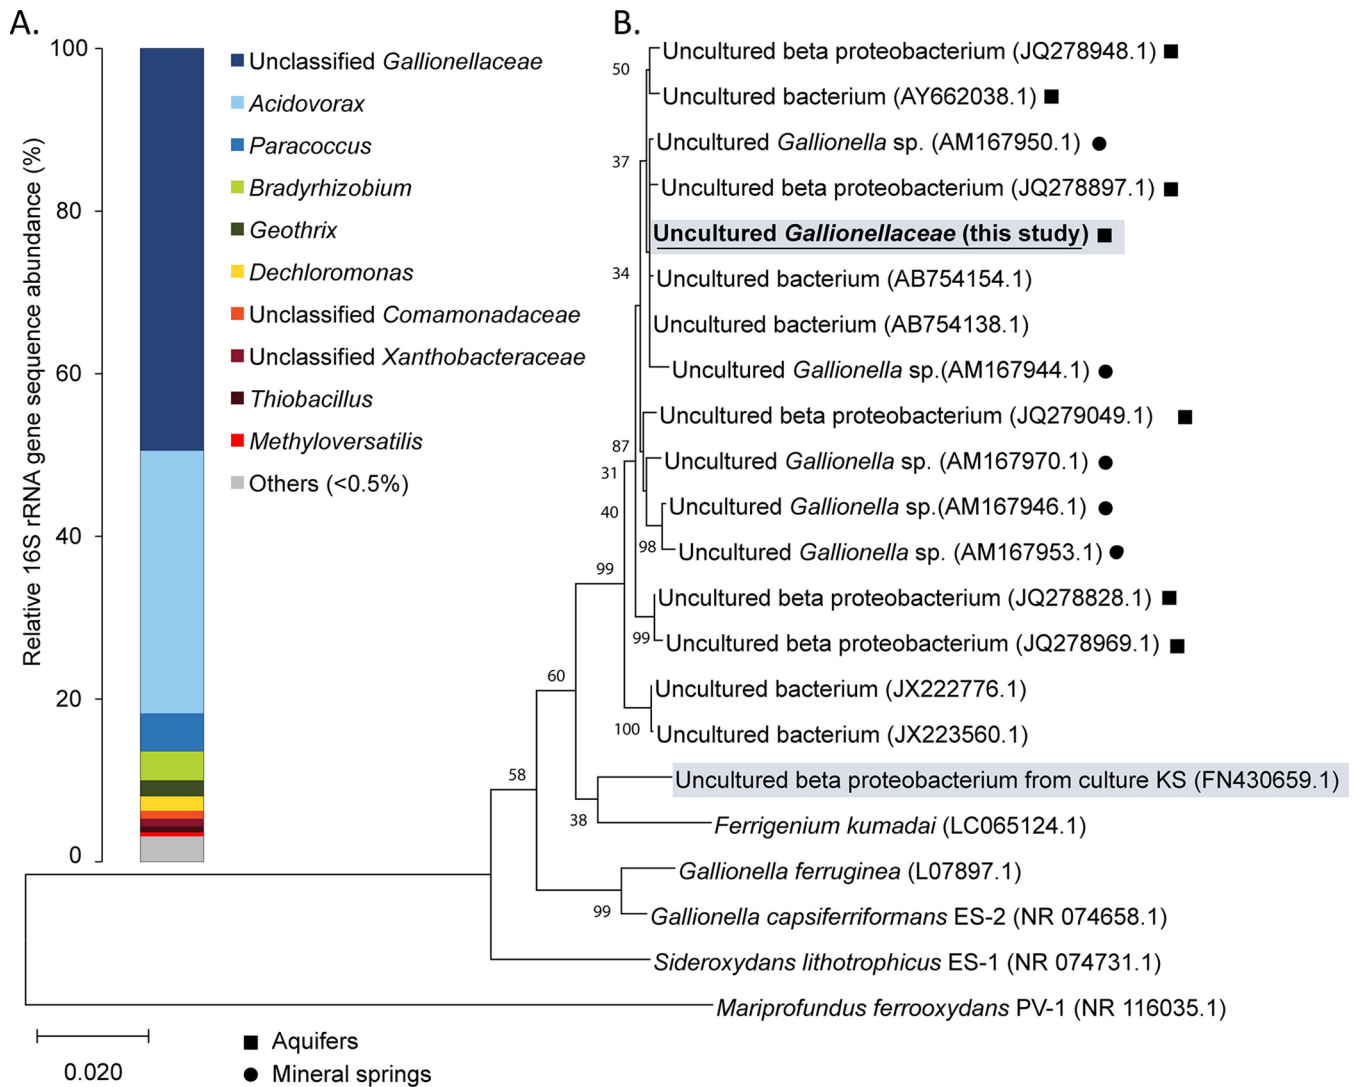 A.
Relative 16S rRNA gene sequence abundance (%)
100
80
60
40
20
0
Unclassified Gallionellaceae
Acidovorax
Paracoccus
Bradyrhizobium
Geothrix
Dechloromonas
Unclassified Comamonadaceae
Unclassified Xanthobacteraceae
Thiobacillus
Methyloversatilis
Others (<0.5%)
B.
Uncultured beta proteobacterium (JQ278948.1)
50
Uncultured bacterium (AY662038.1)
Uncultured Gallionella sp. (AM167950.1)
37
Uncultured beta proteobacterium (JQ278897.1)
Uncultured Gallionellaceae (this study)
34
Uncultured bacterium (AB754154.1)
Uncultured bacterium (AB754138.1)
Uncultured Gallionella sp.(AM167944.1)
Uncultured beta proteobacterium (JQ279049.1)
87
Uncultured Gallionella sp. (AM167970.1)
31
Uncultured Gallionella sp.(AM167946.1)
40
98
Uncultured Gallionella sp. (AM167953.1)
99
Uncultured beta proteobacterium (JQ278828.1)
99
Uncultured beta proteobacterium (JQ278969.1)
60
Uncultured bacterium (JX222776.1)
100
Uncultured bacterium (JX223560.1)
58
Uncultured beta proteobacterium from culture KS (FN430659.1)
38
Ferrigenium kumadai (LC065124.1)
Gallionella ferruginea (L07897.1)
99
Gallionella capsiferriformans ES-2 (NR 074658.1)
Sideroxydans lithotrophicus ES-1 (NR 074731.1)
Mariprofundus ferrooxydans PV-1 (NR 116035.1)
0.020
Aquifers
Mineral springs